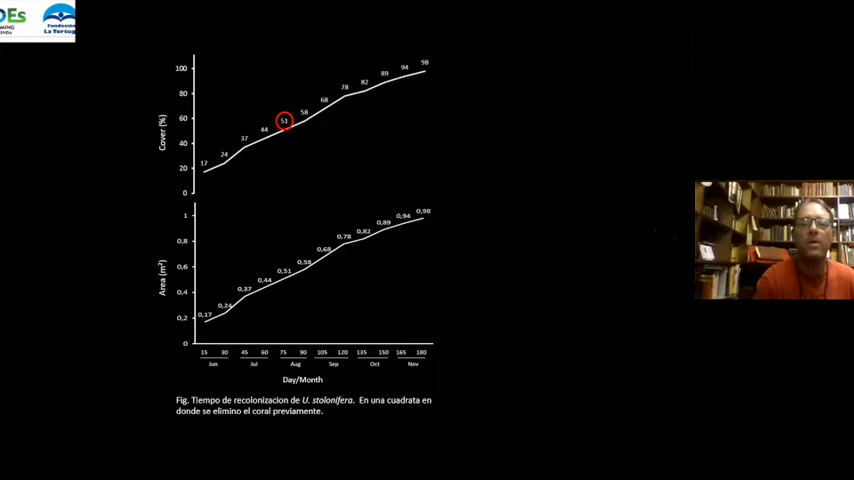 DEs
MING
ENDA
Fundación
La Tortug
100
80
60
40
20
0
Cover (%)
17 24 37 44 51 58 68 78 82 89 94 98
1
0,8
0,6
0,4
0,2
0
Area (m²)
0,17 0,24 0,37 0,44 0,51 0,58 0,68 0,78 0,82 0,89 0,94 0,98
15 30 45 60 75 90 105 120 135 150 165 180
Jun Jul Aug Sep Oct Nov
Day/Month
Fig. Tiempo de recolonizacion de U. stolonifera. En una cuadrata en
donde se elimino el coral previamente.